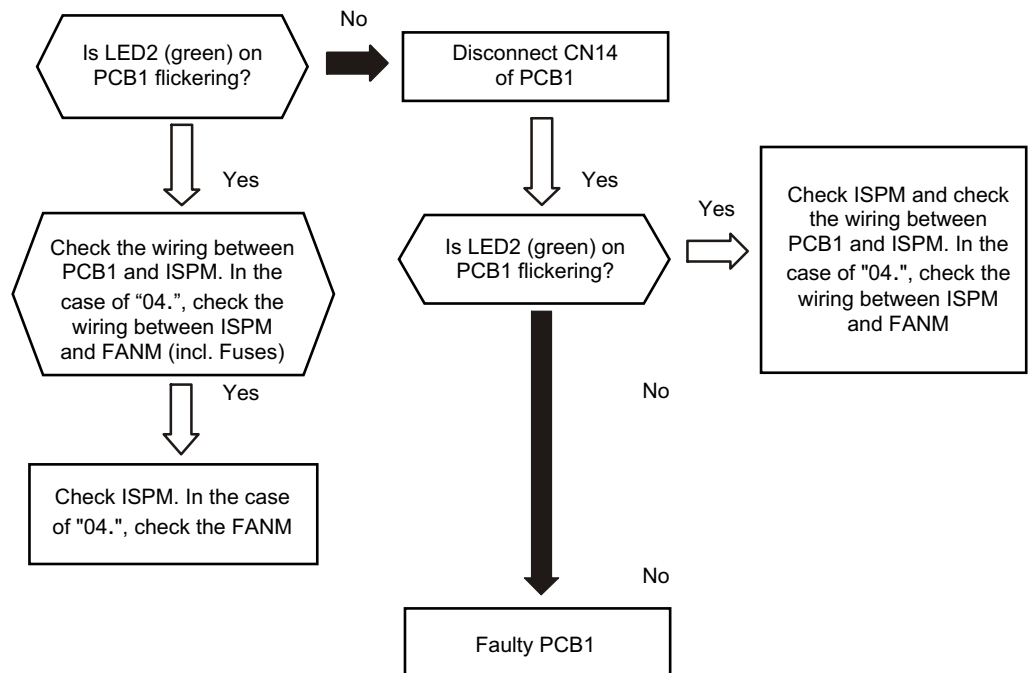 No
Is LED2 (green) on
PCB1 flickering?
Disconnect CN14
of PCB1
Yes
Yes
Check the wiring between
PCB1 and ISPM. In the
case of “04.”, check the
wiring between ISPM
and FANM (incl. Fuses)
Is LED2 (green) on
PCB1 flickering?
Yes
Check ISPM and check
the wiring between
PCB1 and ISPM. In the
case of "04.", check the
wiring between ISPM
and FANM
Yes
No
Check ISPM. In the case
of "04.", check the FANM
No
Faulty PCB1